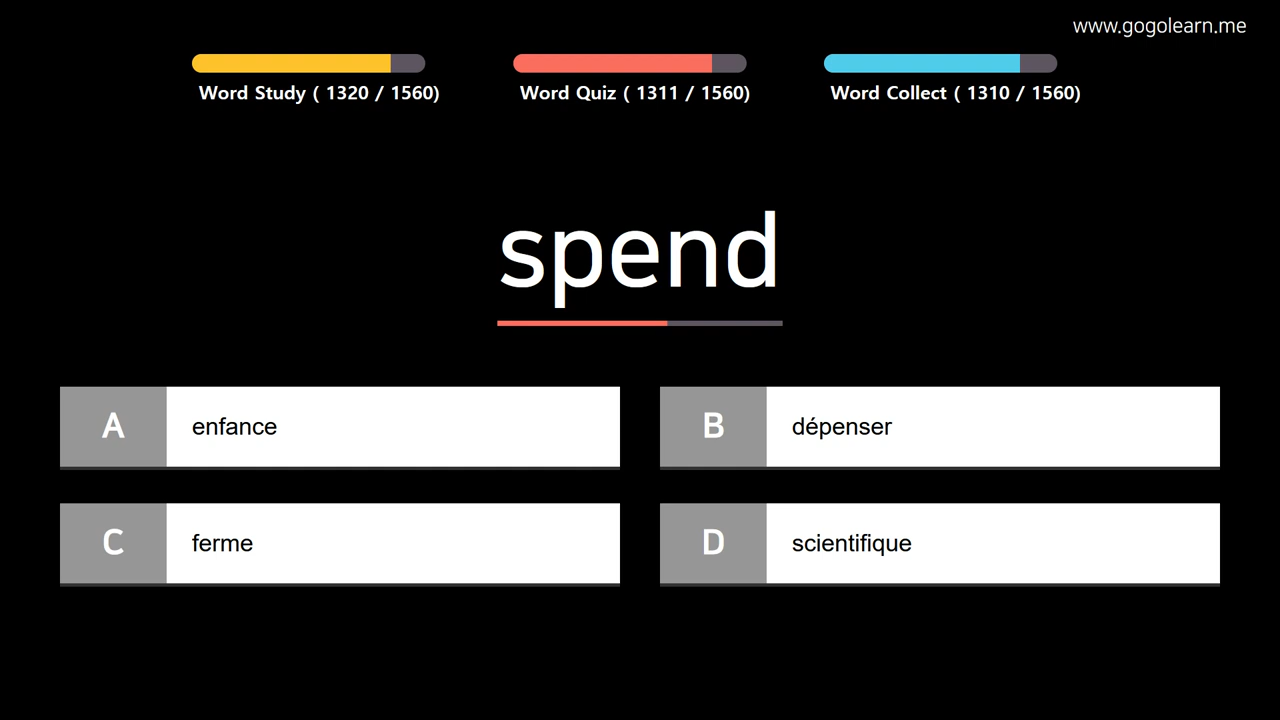 www.gogolearn.me
Word Study ( 1320 / 1560)
Word Quiz ( 1311 / 1560)
Word Collect ( 1310 / 1560)
spend
A enfance
B dépenser
C ferme
D scientifique